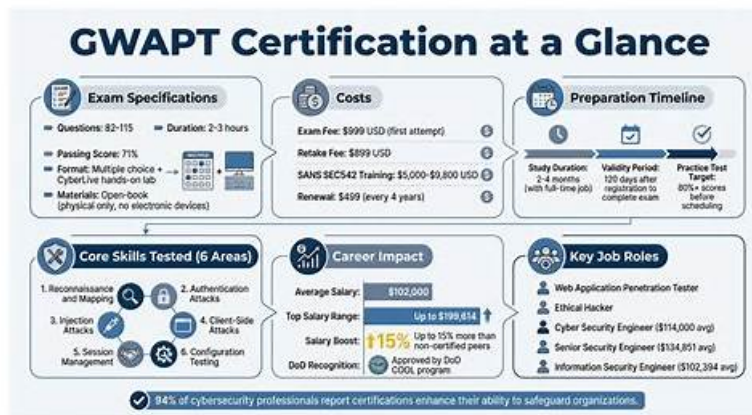 GWAPT Certification at a Glance
Exam Specifications
Questions: 82-115
Duration: 2-3 hours
Passing Score: 71%
Format: Multiple choice +
CyberLive hands-on lab
Materials: Open-book
(physical only, no electronic devices)
Costs
Exam Fee: $999 USD (first attempt)
Retake Fee: $899 USD
SANS SEC542 Training: $5,000-$9,800 USD
Renewal: $499 (every 4 years)
Preparation Timeline
Study Duration:
2-4 months
(with full-time job)
Validity Period:
120 days after
registration to
complete exam
Practice Test
Target:
80%+ scores
before
scheduling
Core Skills Tested (6 Areas)
1. Reconnaissance
and Mapping
2. Authentication
Attacks
3. Injection
Attacks
4. Client-Side
Attacks
5. Session
Management
6. Configuration
Testing
Career Impact
Average Salary:
$102,000
Top Salary Range:
Up to $199,614
Salary Boost:
15%
Up to 15% more than
non-certified peers
DoD Recognition:
Approved by DoD
COOL program
Key Job Roles
Web Application Penetration Tester
Ethical Hacker
Cyber Security Engineer ($114,000 avg)
Senior Security Engineer ($134,851 avg)
Information Security Engineer ($102,394 avg)
94% of cybersecurity professionals report certifications enhance their ability to safeguard organizations.